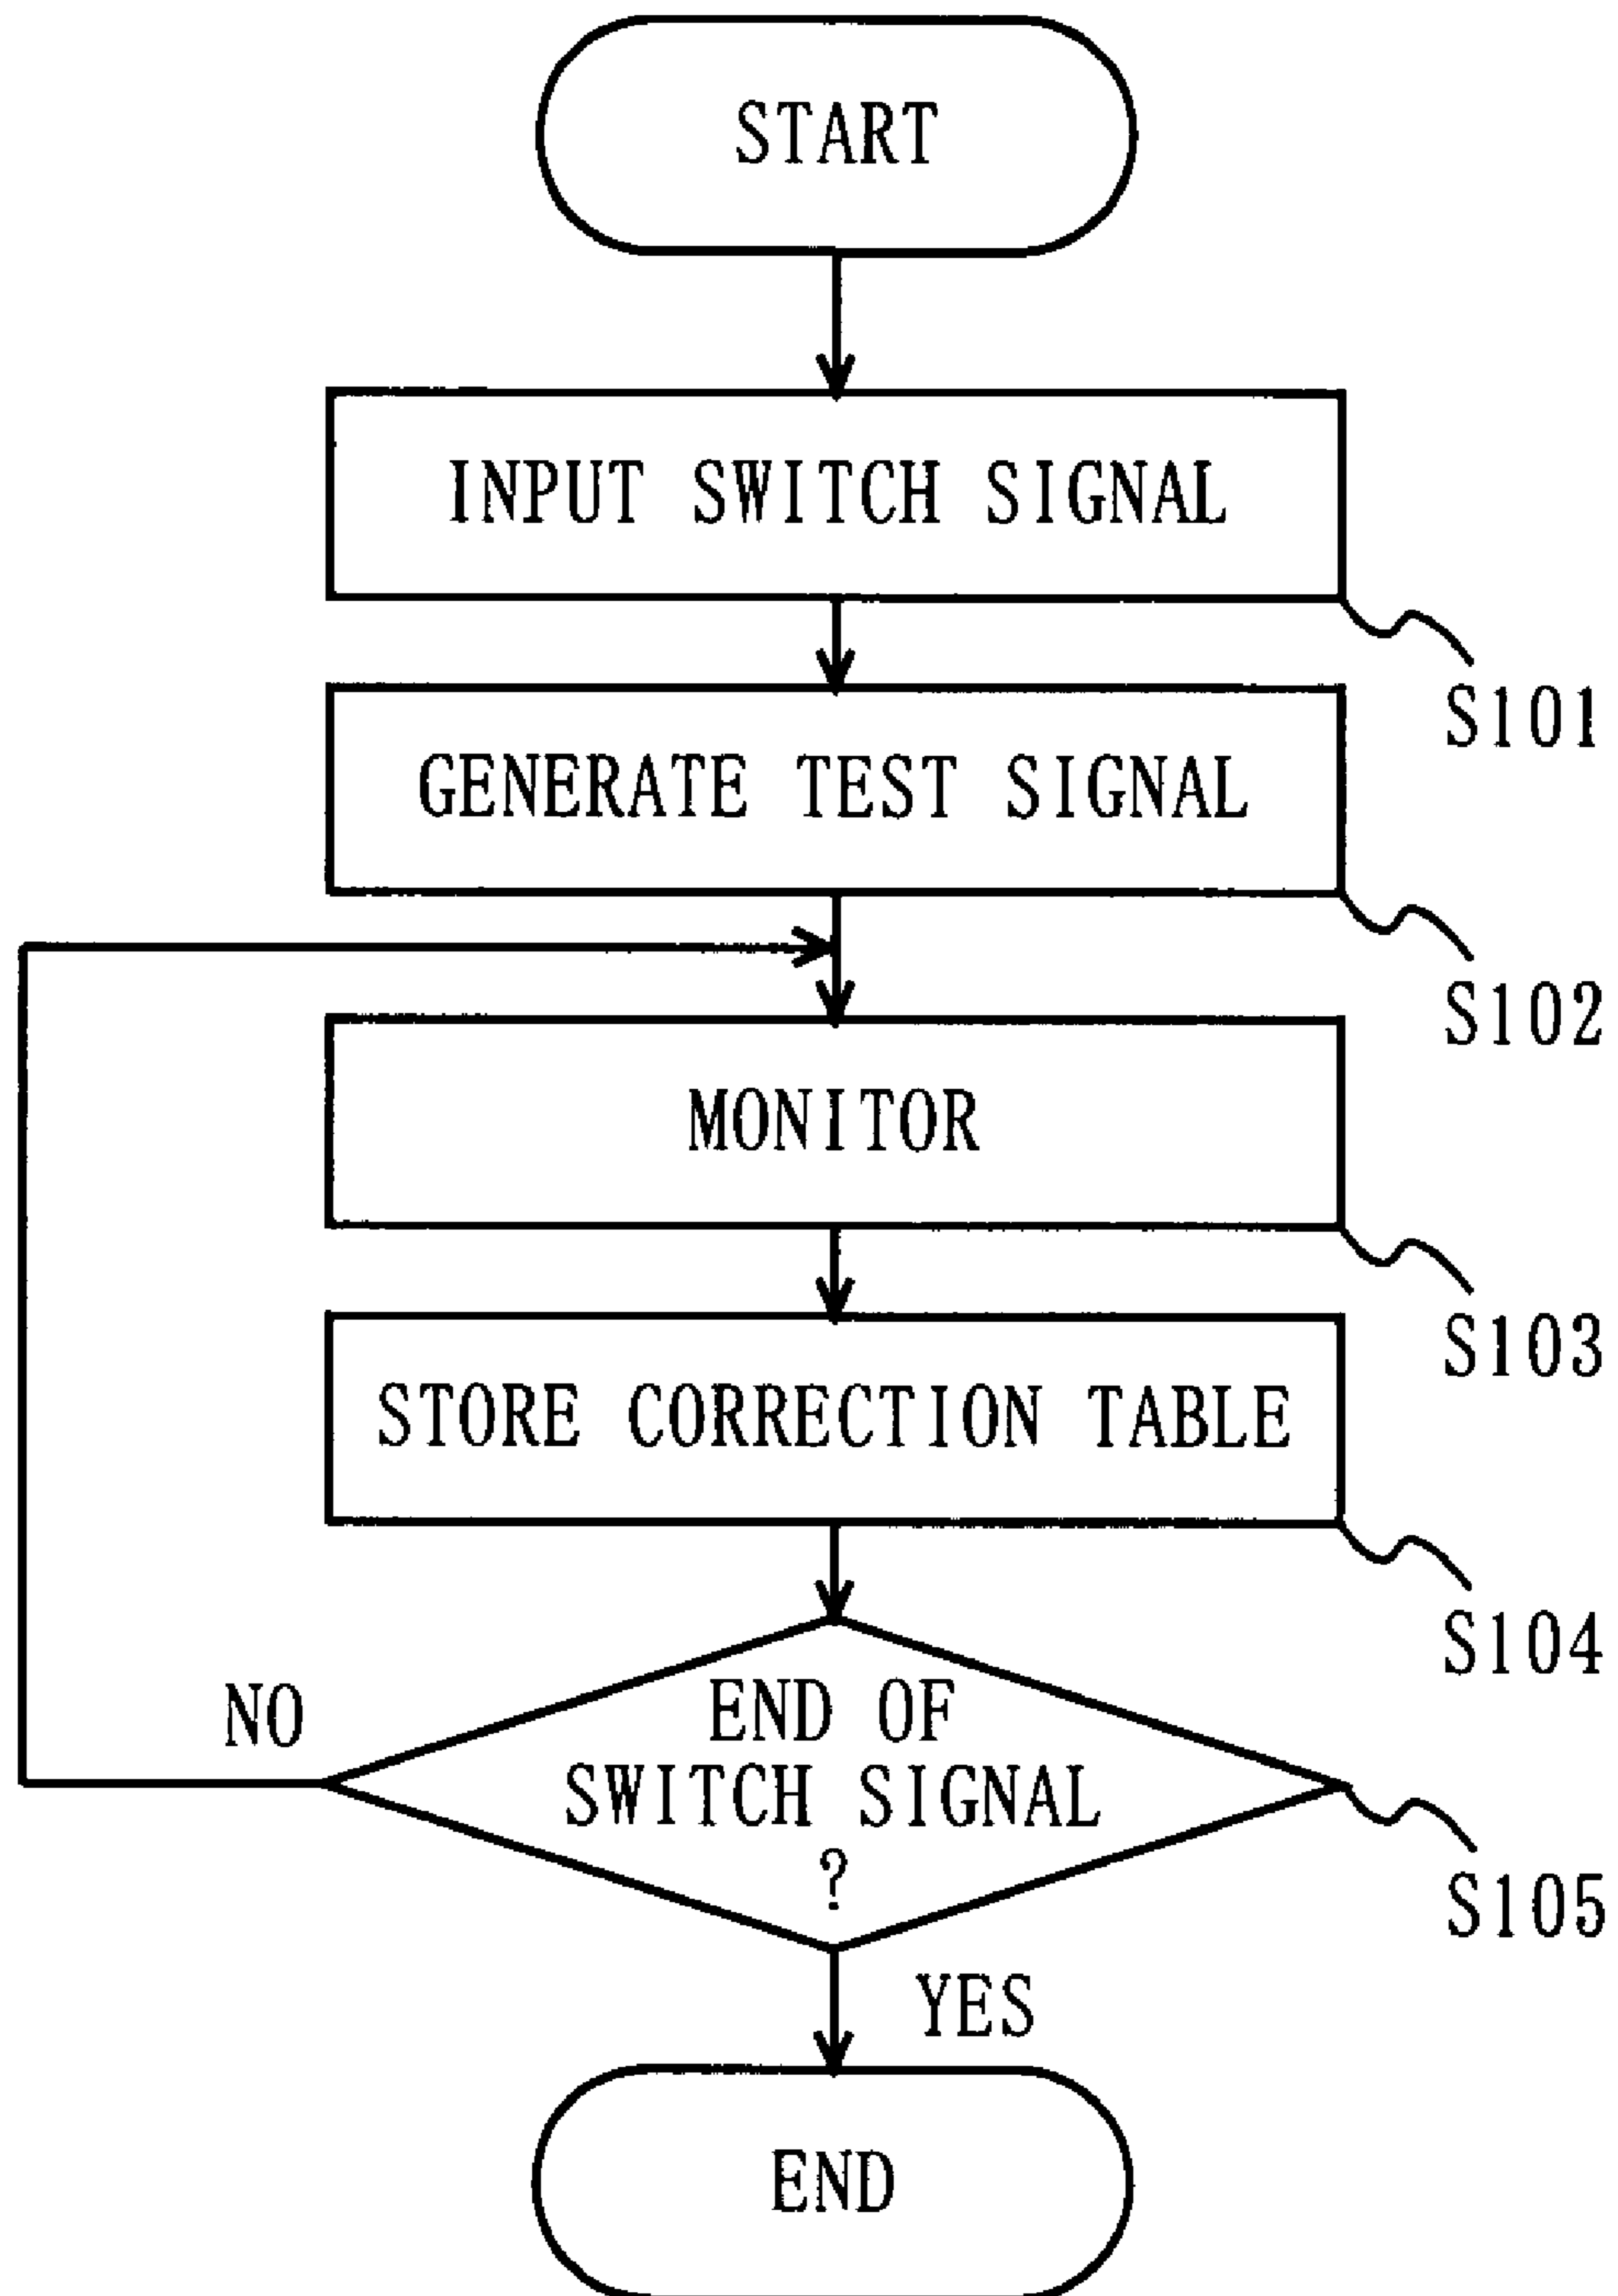 START
INPUT SWITCH SIGNAL
S101
GENERATE TEST SIGNAL
S102
MONITOR
S103
STORE CORRECTION TABLE
S104
NO
END OF
SWITCH SIGNAL
?
S105
YES
END